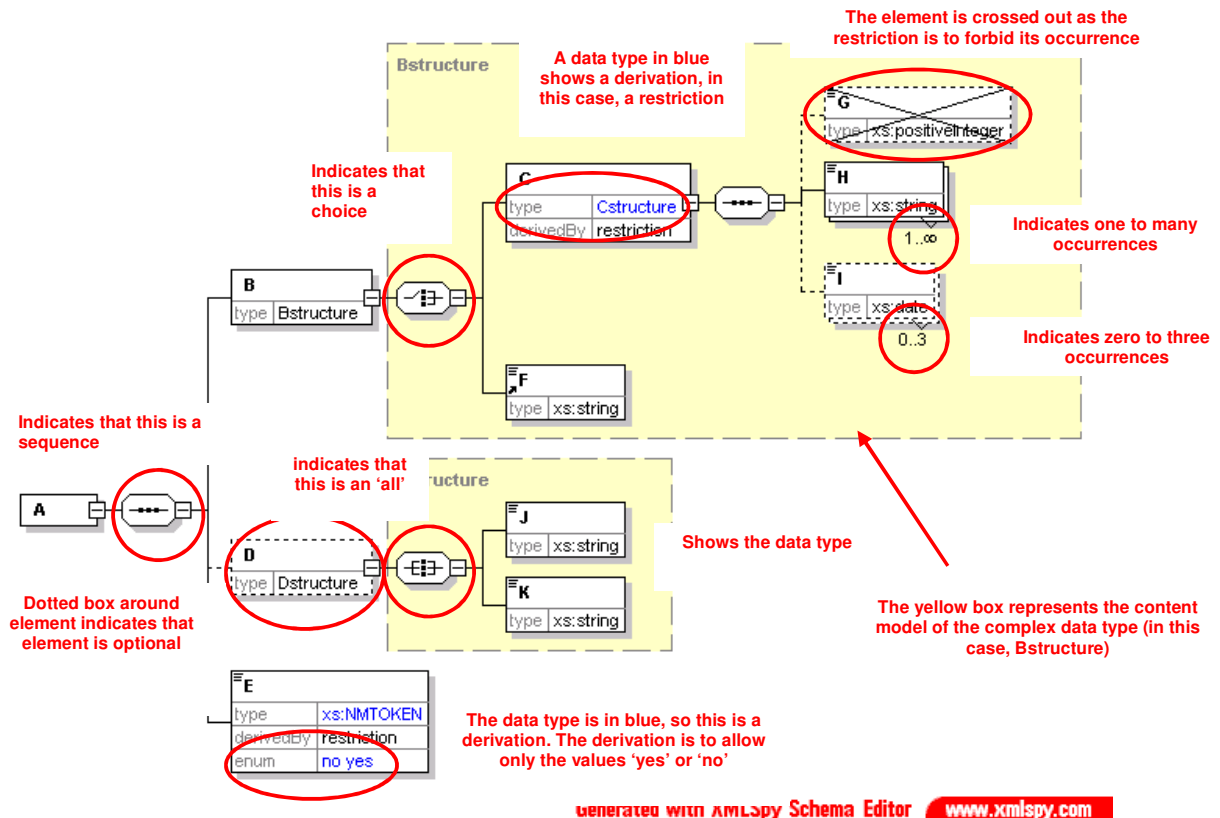 The element is crossed out as the
restriction is to forbid its occurrence
Bstructure
A data type in blue
shows a derivation, in
this case, a restriction
G
type xs:positiveInteger
Indicates that
this is a
choice
C
type Cstructure
derivedBy restriction
H
type xs:string
1..∞
Indicates one to many
occurrences
B
type Bstructure
I
type xs:date
0..3
Indicates zero to three
occurrences
F
type xs:string
Indicates that this is a
sequence
indicates that
this is an ‘all’
ructure
A
J
type xs:string
Shows the data type
D
type Dstructure
K
type xs:string
Dotted box around
element indicates that
element is optional
The yellow box represents the content
model of the complex data type (in this
case, Bstructure)
E
type xs:NMTOKEN
derivedBy restriction
enum no yes
The data type is in blue, so this is a
derivation. The derivation is to allow
only the values ‘yes’ or ‘no’
Generated with XMLSpy Schema Editor www.xmlspy.com